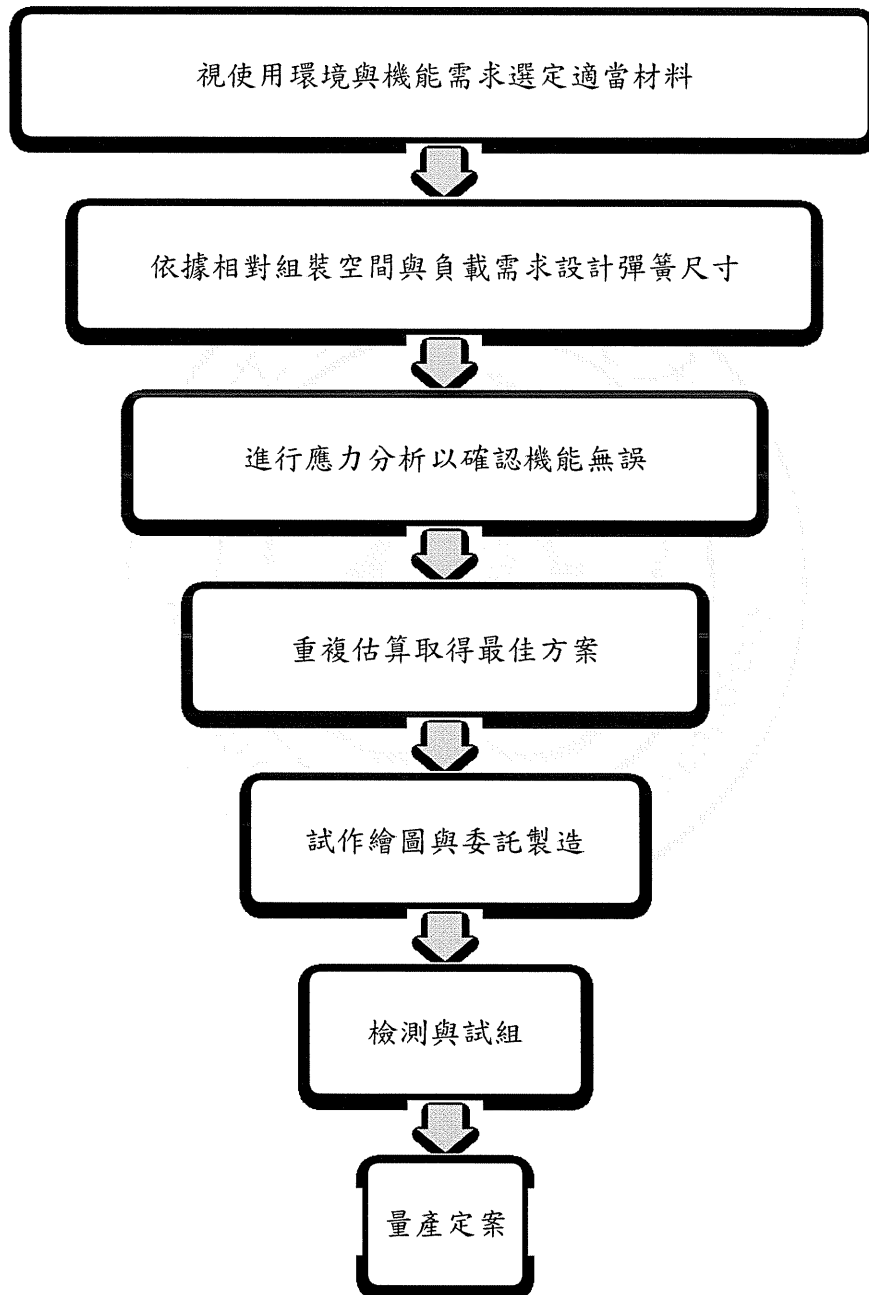 視使用環境與機能需求選定適當材料
依據相對組裝空間與負載需求設計彈簧尺寸
進行應力分析以確認機能無誤
重複估算取得最佳方案
試作繪圖與委託製造
檢測與試組
量產定案